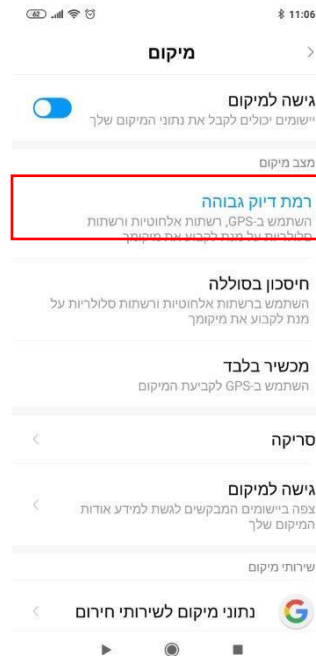 62 11:06
מיקום
גישה למיקום
יישומים יכולים לקבל את נתוני המיקום שלך
מצב מיקום
רמת דיוק גבוהה
השתמש ב-GPS, רשתות אלחוטיות ורשתות
סלולריות על מנת לקבוע את מיקומך
חיסכון בסוללה
השתמש ברשתות אלחוטיות ורשתות סלולריות על
מנת לקבוע את מיקומך
מכשיר בלבד
השתמש ב-GPS לקביעת המיקום
סריקה
גישה למיקום
צפה ביישומים המבקשים לגשת למידע אודות
המיקום שלך
שירותי מיקום
נתוני מיקום לשירותי חירום